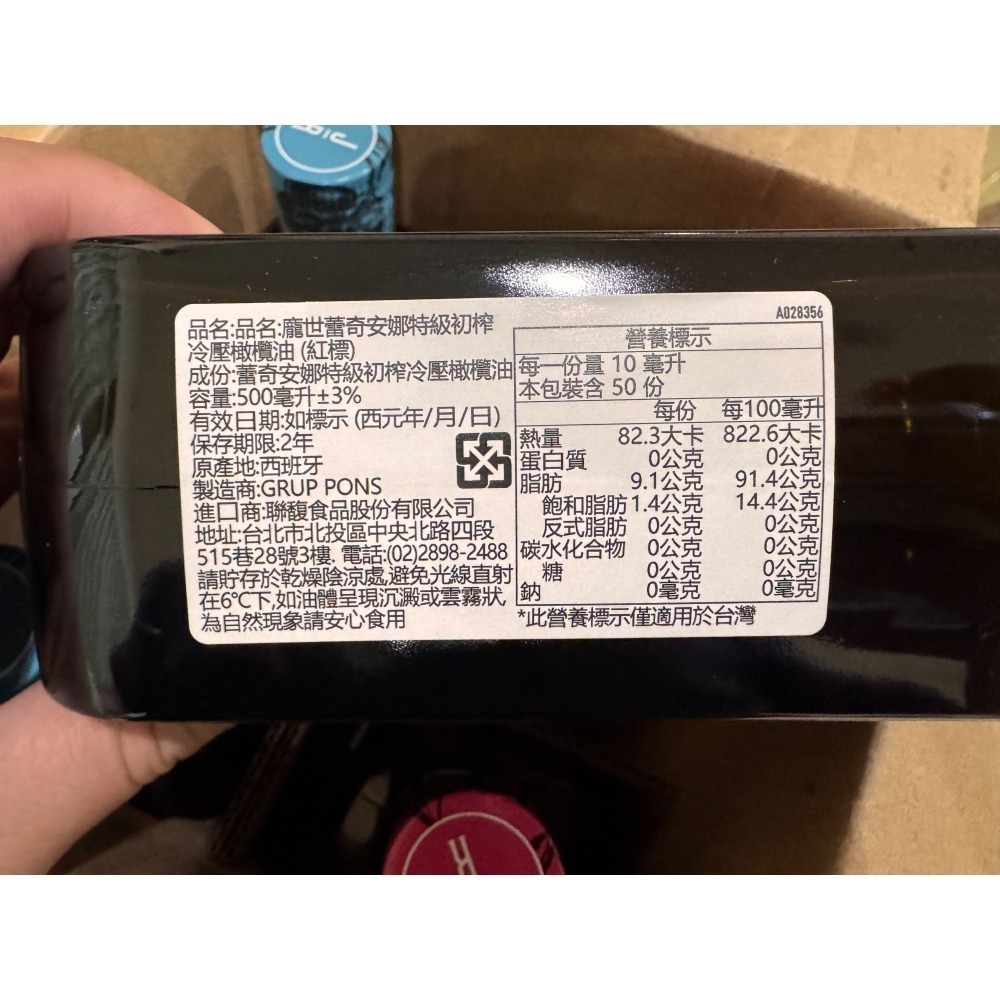 品名:品名:龐世蕾奇安娜特級初榨
冷壓橄欖油 (紅標)
成份:蕾奇安娜特級初榨冷壓橄欖油
容量:500毫升±3%
有效日期:如標示 (西元年/月/日)
保存期限:2年
原產地:西班牙
製造商:GRUP PONS
進口商:聯馥食品股份有限公司
地址:台北市北投區中央北路四段
515巷28號3樓. 電話:(02)2898-2488
請貯存於乾燥陰涼處,避免光線直射
在6℃下,如油體呈現沉澱或雲霧狀,
為自然現象請安心食用
A028356
營養標示
每一份量 10 毫升
本包裝含 50 份
每份 每100毫升
熱量 82.3大卡 822.6大卡
蛋白質 0公克 0公克
脂肪 9.1公克 91.4公克
飽和脂肪 1.4公克 14.4公克
反式脂肪 0公克 0公克
碳水化合物 0公克 0公克
糖 0公克 0公克
鈉 0毫克 0毫克
*此營養標示僅適用於台灣